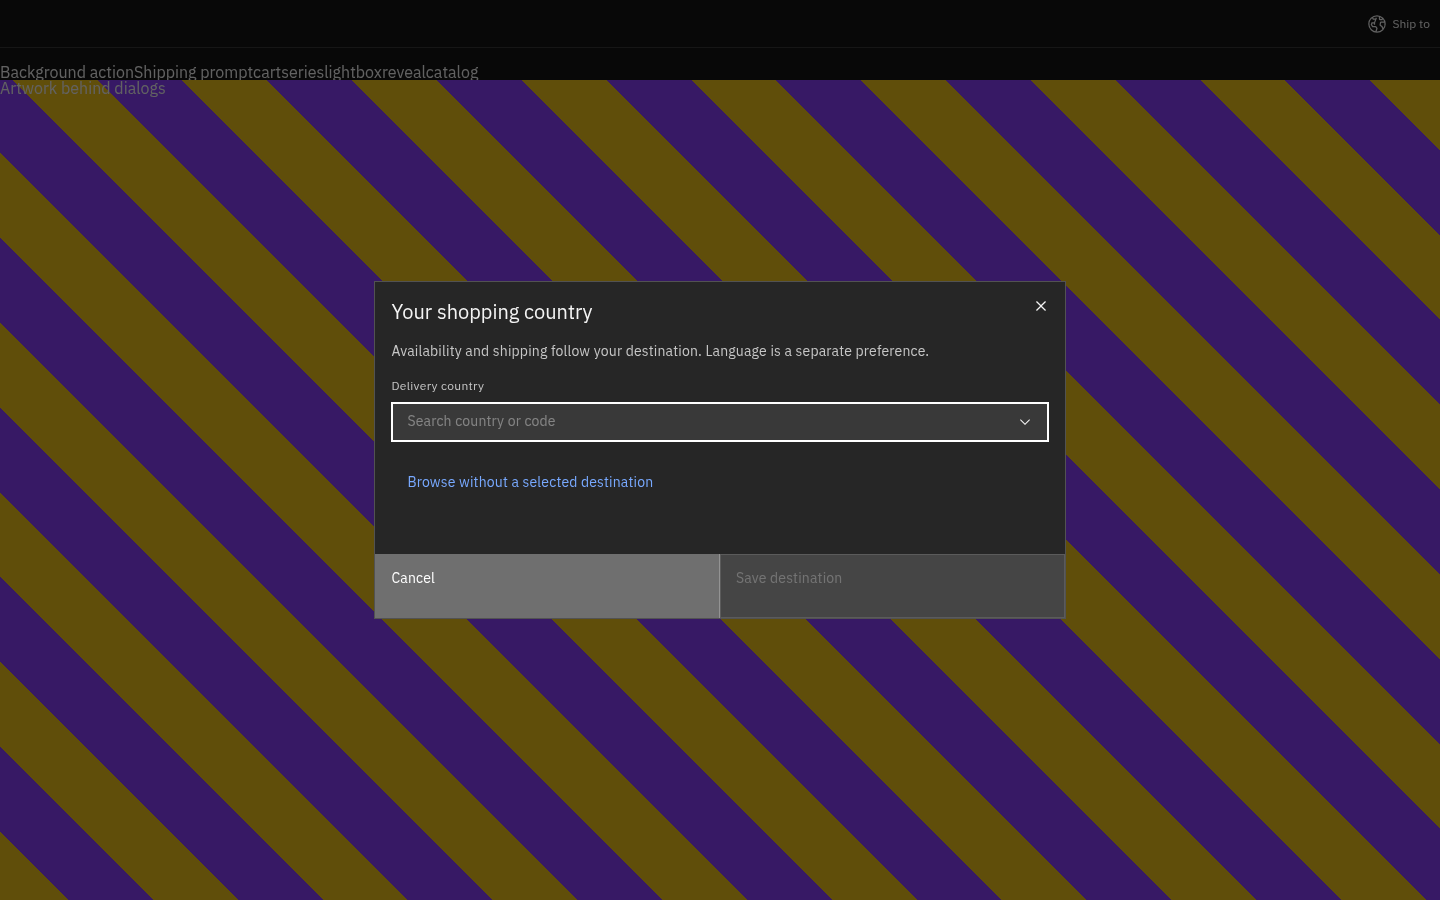 Ship to
Background actionShipping promptcartserieslightboxrevealcatalog
Artwork behind dialogs
Your shopping country
Availability and shipping follow your destination. Language is a separate preference.
Delivery country
Search country or code
Browse without a selected destination
Cancel
Save destination